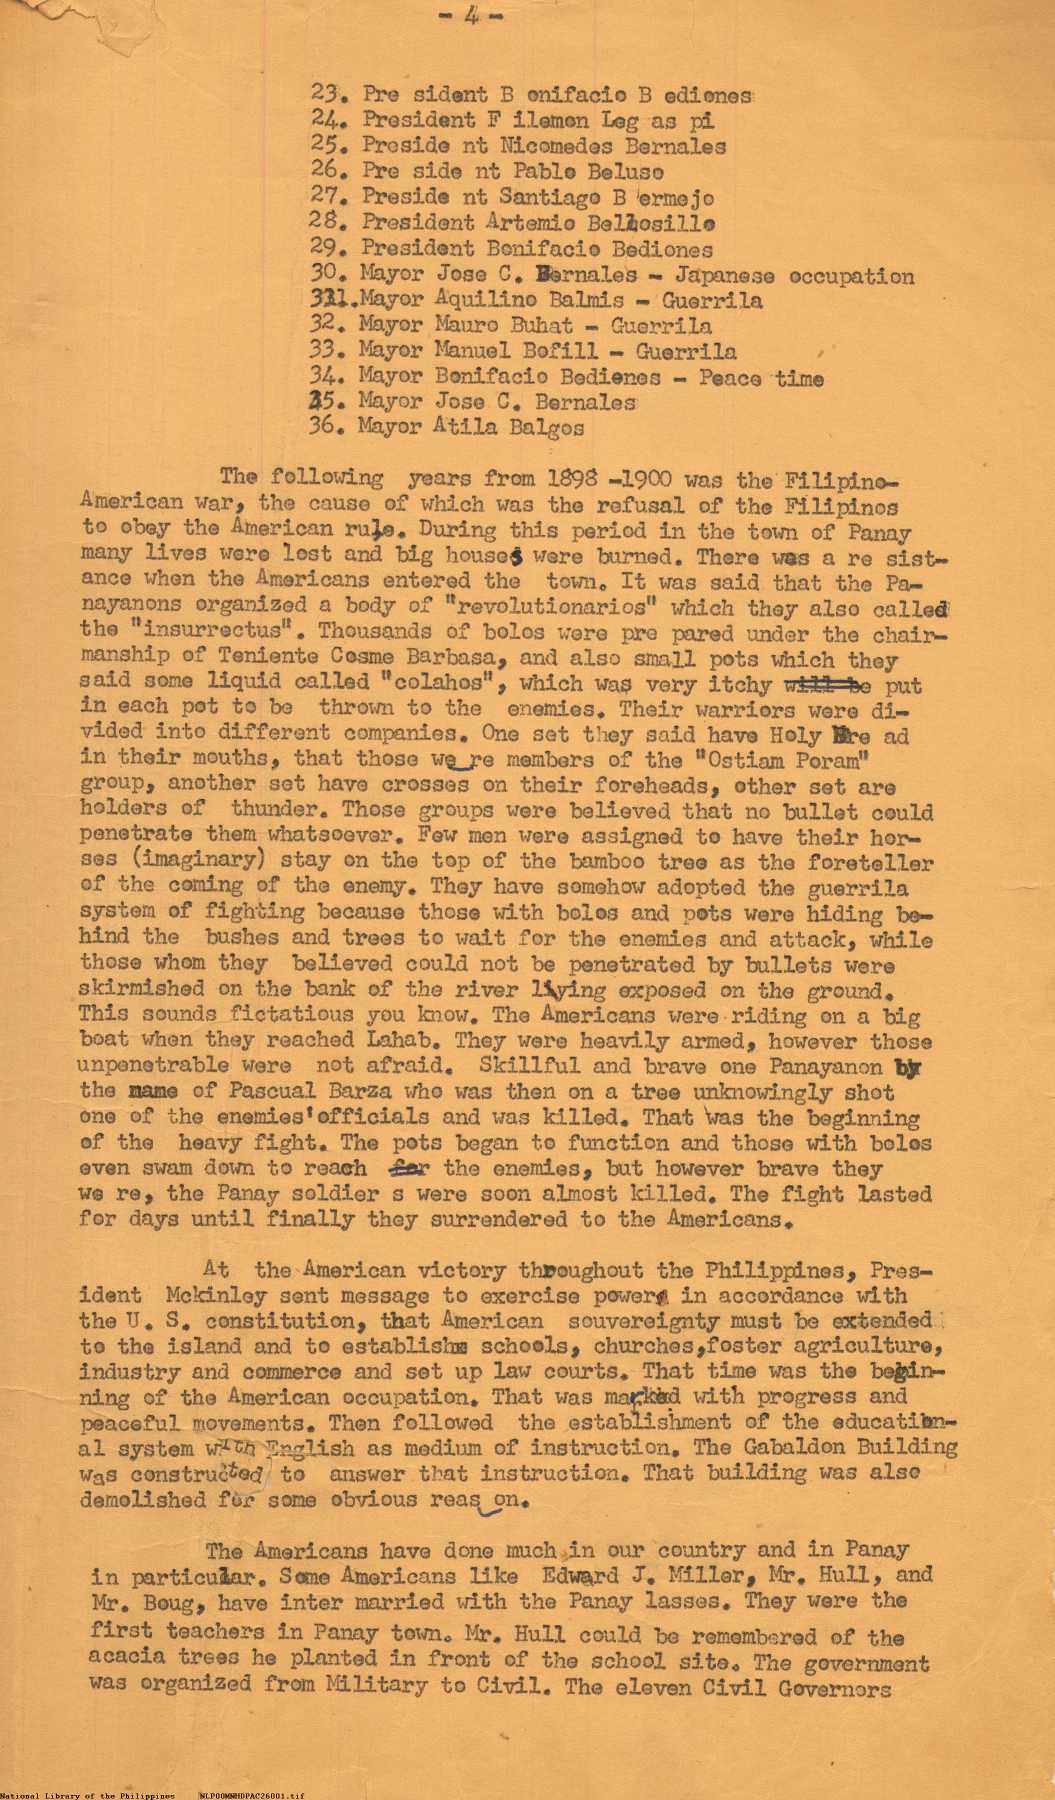 - 4 -
23. Pre sident B onifacio B ediones
24. President F ilemon Leg as pi
25. Preside nt Nicomedes Bernales
26. Pre side nt Pablo Beluso
27. Preside nt Santiago B ermejo
28. President Artemio Bellosillo
29. President Bonifacio Bediones
30. Mayor Jose C. Bernales - Japanese occupation
31. Mayor Aquilino Balmis - Guerrila
32. Mayor Mauro Buhat - Guerrila
33. Mayor Manuel Bofill - Guerrila
34. Mayor Bonifacio Bedienes - Peace time
35. Mayor Jose C. Bernales
36. Mayor Atila Balgos
The following years from 1898 -1900 was the Filipino-
American war, the cause of which was the refusal of the Filipinos
to obey the American rule. During this period in the town of Panay
many lives were lost and big houses were burned. There was a re sist-
ance when the Americans entered the town. It was said that the Pa-
nayanons organized a body of "revolutionarios" which they also called
the "insurrectus". Thousands of bolos were pre pared under the chair-
manship of Teniente Cosme Barbasa, and also small pots which they
said some liquid called "colahos", which was very itchy will be put
in each pot to be thrown to the enemies. Their warriors were di-
vided into different companies. One set they said have Holy Bre ad
in their mouths, that those we re members of the "Ostiam Poram"
group, another set have crosses on their foreheads, other set are
holders of thunder. Those groups were believed that no bullet could
penetrate them whatsoever. Few men were assigned to have their hor-
ses (imaginary) stay on the top of the bamboo tree as the foreteller
of the coming of the enemy. They have somehow adopted the guerrila
system of fighting because those with bolos and pots were hiding be-
hind the bushes and trees to wait for the enemies and attack, while
those whom they believed could not be penetrated by bullets were
skirmished on the bank of the river lying exposed on the ground.
This sounds fictatious you know. The Americans were riding on a big
boat when they reached Lahab. They were heavily armed, however those
unpenetrable were not afraid. Skillful and brave one Panayanon by
the name of Pascual Barza who was then on a tree unknowingly shot
one of the enemies' officials and was killed. That was the beginning
of the heavy fight. The pots began to function and those with bolos
even swam down to reach for the enemies, but however brave they
we re, the Panay soldier s were soon almost killed. The fight lasted
for days until finally they surrendered to the Americans.
At the American victory throughout the Philippines, Pres-
ident Mckinley sent message to exercise powers in accordance with
the U. S. constitution, that American souvereignty must be extended
to the island and to establish schools, churches,foster agriculture,
industry and commerce and set up law courts. That time was the begin-
ning of the American occupation. That was marked with progress and
peaceful movements. Then followed the establishment of the education-
al system with English as medium of instruction. The Gabaldon Building
was constructed to answer that instruction. That building was also
demolished for some obvious reas on.
The Americans have done much in our country and in Panay
in particular. Some Americans like Edward J. Miller, Mr. Hull, and
Mr. Boug, have inter married with the Panay lasses. They were the
first teachers in Panay town. Mr. Hull could be remembered of the
acacia trees he planted in front of the school site. The government
was organized from Military to Civil. The eleven Civil Governors
National Library of the Philippines NLPOOMNHDPAC26001.tif